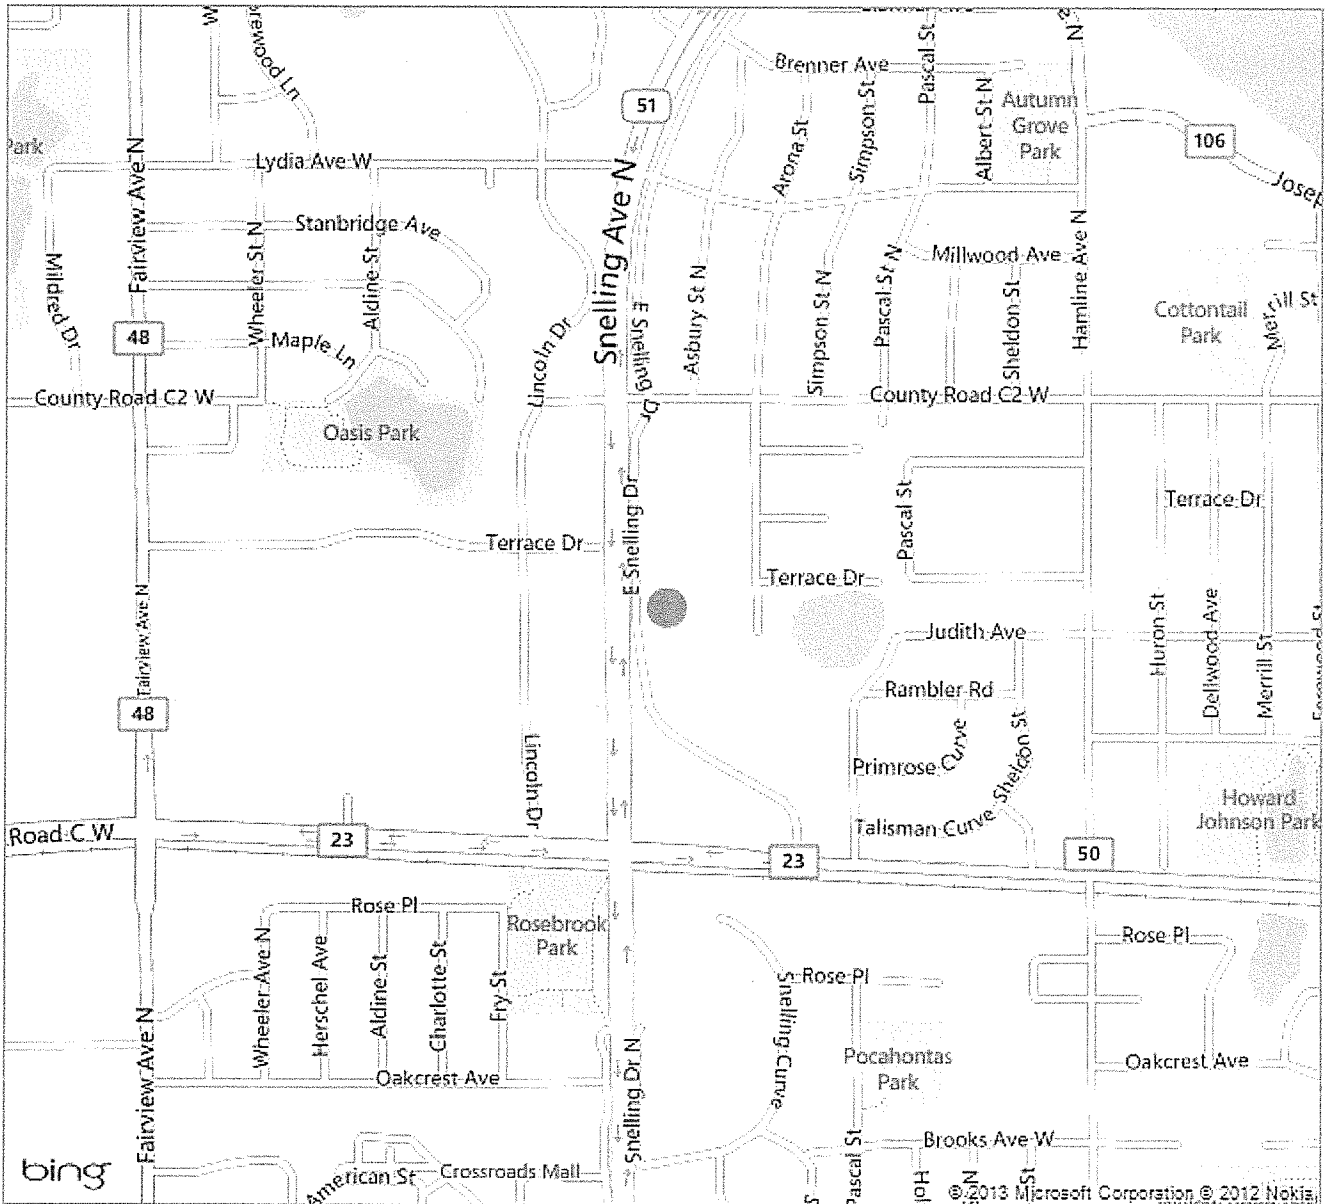 Brenner Ave
Pascal St
51
Autumn
Grove
Park
106
Park
Fairview Ave N
Lydia Ave W
Arona St
Simpson St
Albert St N
Stanbridge Ave
Wheeler St N
Aldine St
Mildred Dr
Snelling Ave N
E Snelling Dr
Asbury St N
Simpson St N
Pascal St N
Millwood Ave
Sheldon St
Hamline Ave N
Cottontail
Park
Merrill St
48
Maple Ln
Lincoln Dr
County Road C2 W
County Road C2 W
Oasis Park
Terrace Dr
E Snelling Dr
Pascal St
Terrace Dr
Terrace Dr
Fairview Ave N
Judith Ave
Huron St
Dellwood Ave
Merrill St
Rambler Rd
48
Primrose Curve
Sheldon St
Lincoln Dr
Talisman Curve
Howard
Johnson Park
Road C W
23
23
50
Rose Pl
Rosebrook
Park
Rose Pl
Wheeler Ave N
Herschel Ave
Aldine St
Charlotte St
Fry St
Snelling Curve
Rose Pl
Fairview Ave N
Snelling Dr N
Pocahontas
Park
Oakcrest Ave
Oakcrest Ave
Pascal St
Brooks Ave W
bing
American St
Crossroads Mall
© 2013 Microsoft Corporation © 2012 Nokia